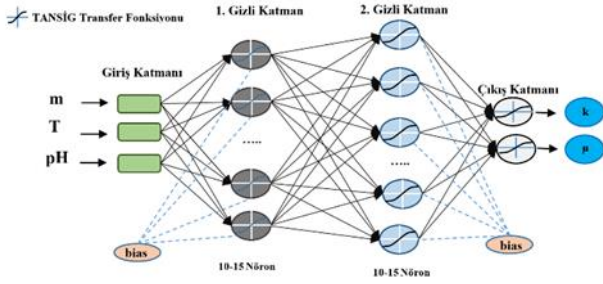 TANSİG Transfer Fonksiyonu
1. Gizli Katman
2. Gizli Katman
Giriş Katmanı
Çıkış Katmanı
m
T
pH
.....
.....
k
μ
bias
bias
10-15 Nöron
10-15 Nöron